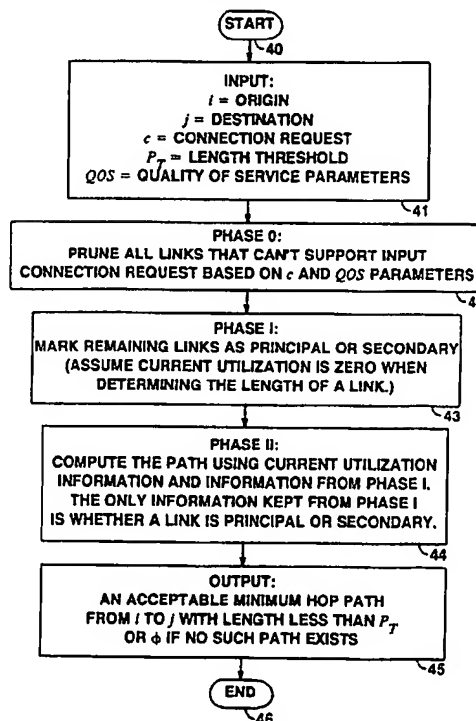 START
40
INPUT:
i = ORIGIN
j = DESTINATION
c = CONNECTION REQUEST
P_T = LENGTH THRESHOLD
QOS = QUALITY OF SERVICE PARAMETERS
41
PHASE 0:
PRUNE ALL LINKS THAT CAN'T SUPPORT INPUT
CONNECTION REQUEST BASED ON c AND QOS PARAMETERS
PHASE I:
MARK REMAINING LINKS AS PRINCIPAL OR SECONDARY
(ASSUME CURRENT UTILIZATION IS ZERO WHEN
DETERMINING THE LENGTH OF A LINK.)
43
PHASE II:
COMPUTE THE PATH USING CURRENT UTILIZATION
INFORMATION AND INFORMATION FROM PHASE I.
THE ONLY INFORMATION KEPT FROM PHASE I
IS WHETHER A LINK IS PRINCIPAL OR SECONDARY.
44
OUTPUT:
AN ACCEPTABLE MINIMUM HOP PATH
FROM i TO j WITH LENGTH LESS THAN P_T
OR ϕ IF NO SUCH PATH EXISTS
45
END
46